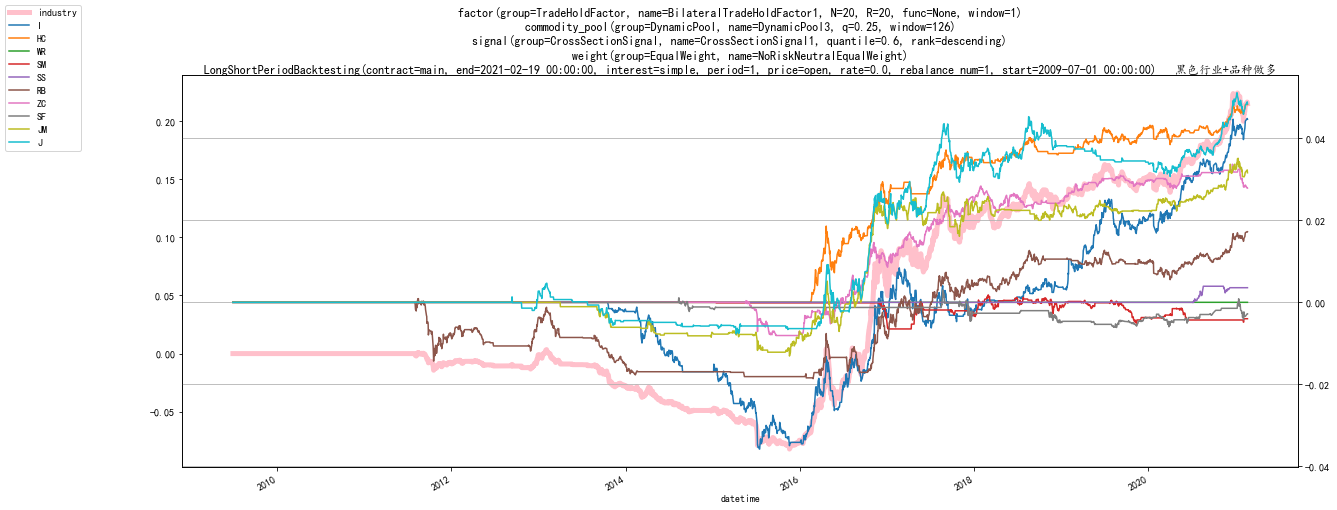 industry
I
HC
WR
SM
SS
RB
ZC
SF
JM
J
factor(group=TradeHoldFactor, name=BilateralTradeHoldFactor1, N=20, R=20, func=None, window=1)
commodity_pool(group=DynamicPool, name=DynamicPool3, q=0.25, window=126)
signal(group=CrossSectionSignal, name=CrossSectionSignal1, quantile=0.6, rank=descending)
weight(group=EqualWeight, name=NoRiskNeutralEqualWeight)
LongShortPeriodBacktesting(contract=main, end=2021-02-19 00:00:00, interest=simple, period=1, price=open, rate=0.0, rebalance_num=1, start=2009-07-01 00:00:00) 黑色行业+品种做多
0.20
0.15
0.10
0.05
0.00
−0.05
0.04
0.02
0.00
−0.02
−0.04
2010
2012
2014
2016
2018
2020
datetime